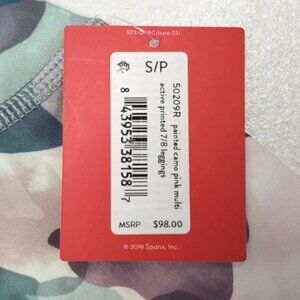 S/P
50209R painted camo pink multi
active printed 7/8 leggings
8 43953 38158 7
MSRP $98.00
© 2019 Spanx, Inc.